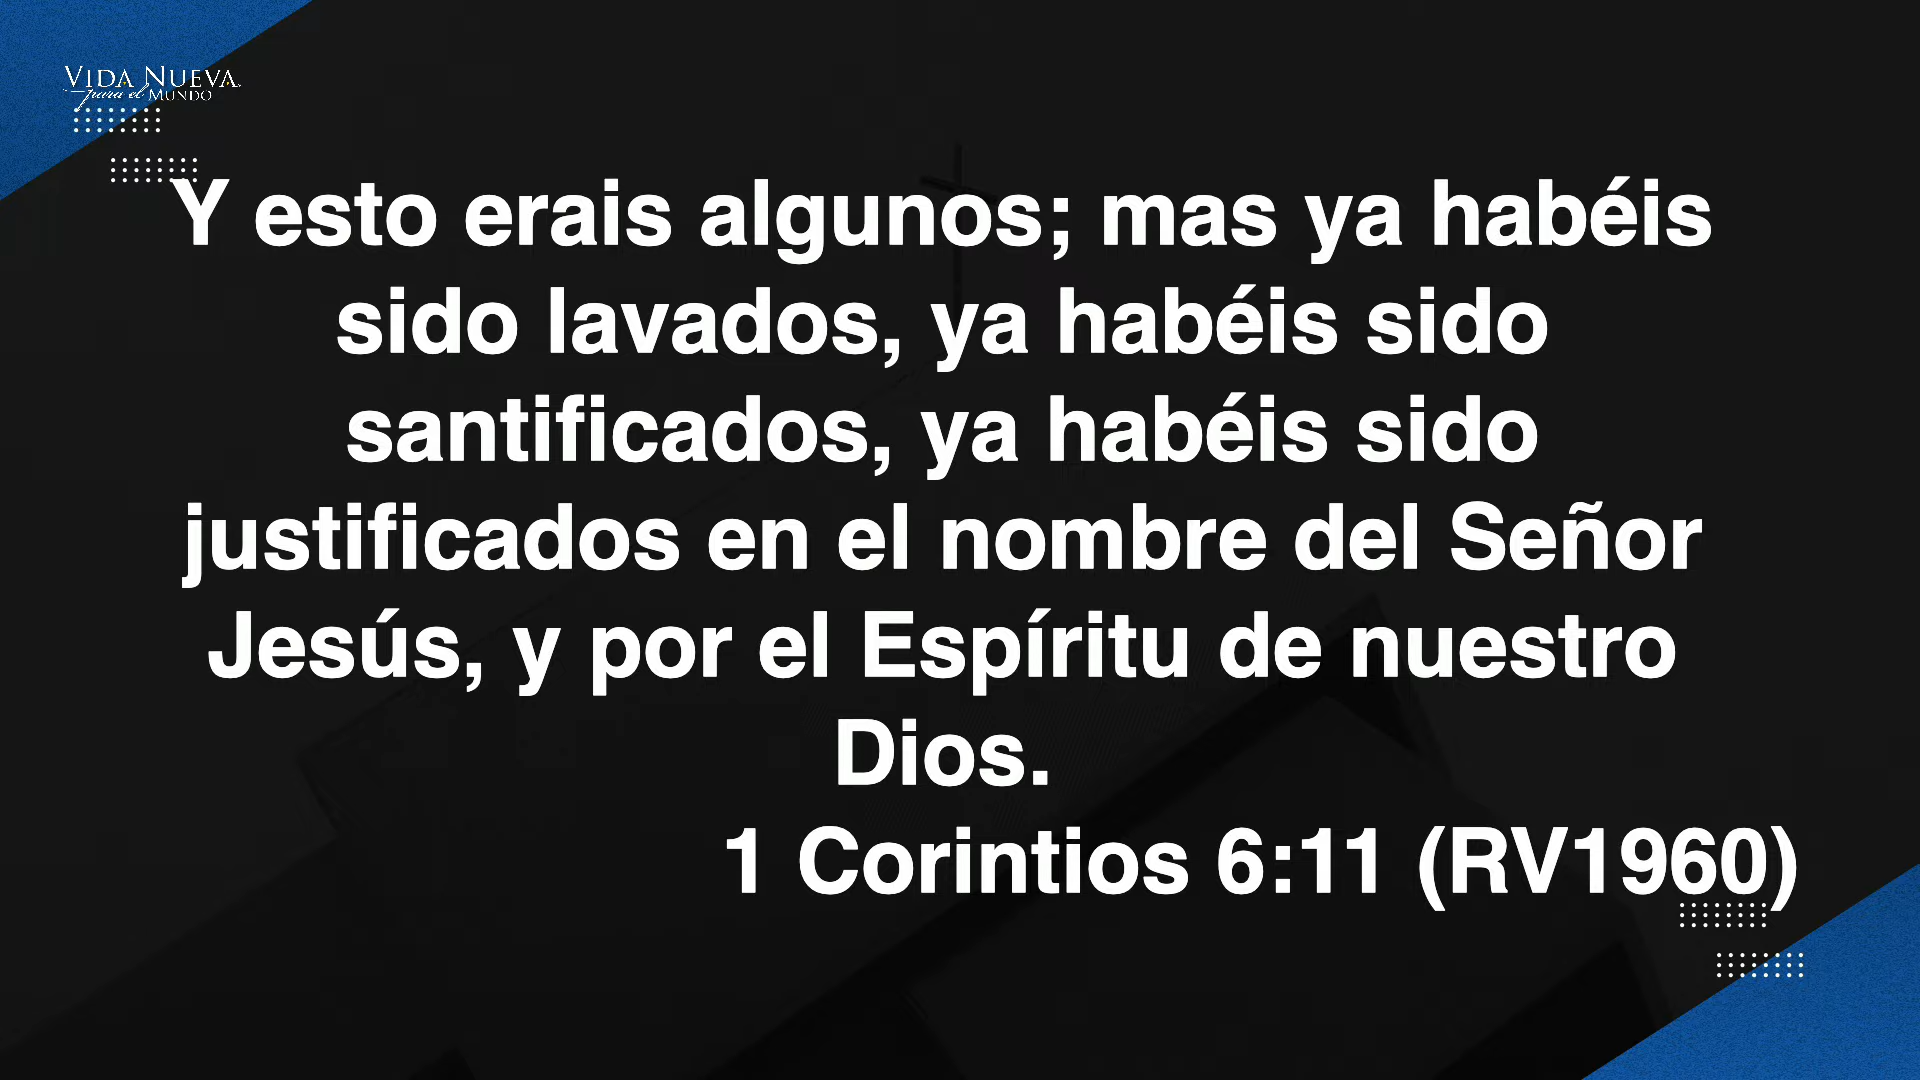 VIDA NUEVA
para el MUNDO
Y esto erais algunos; mas ya habéis
sido lavados, ya habéis sido
santificados, ya habéis sido
justificados en el nombre del Señor
Jesús, y por el Espíritu de nuestro
Dios.
1 Corintios 6:11 (RV1960)